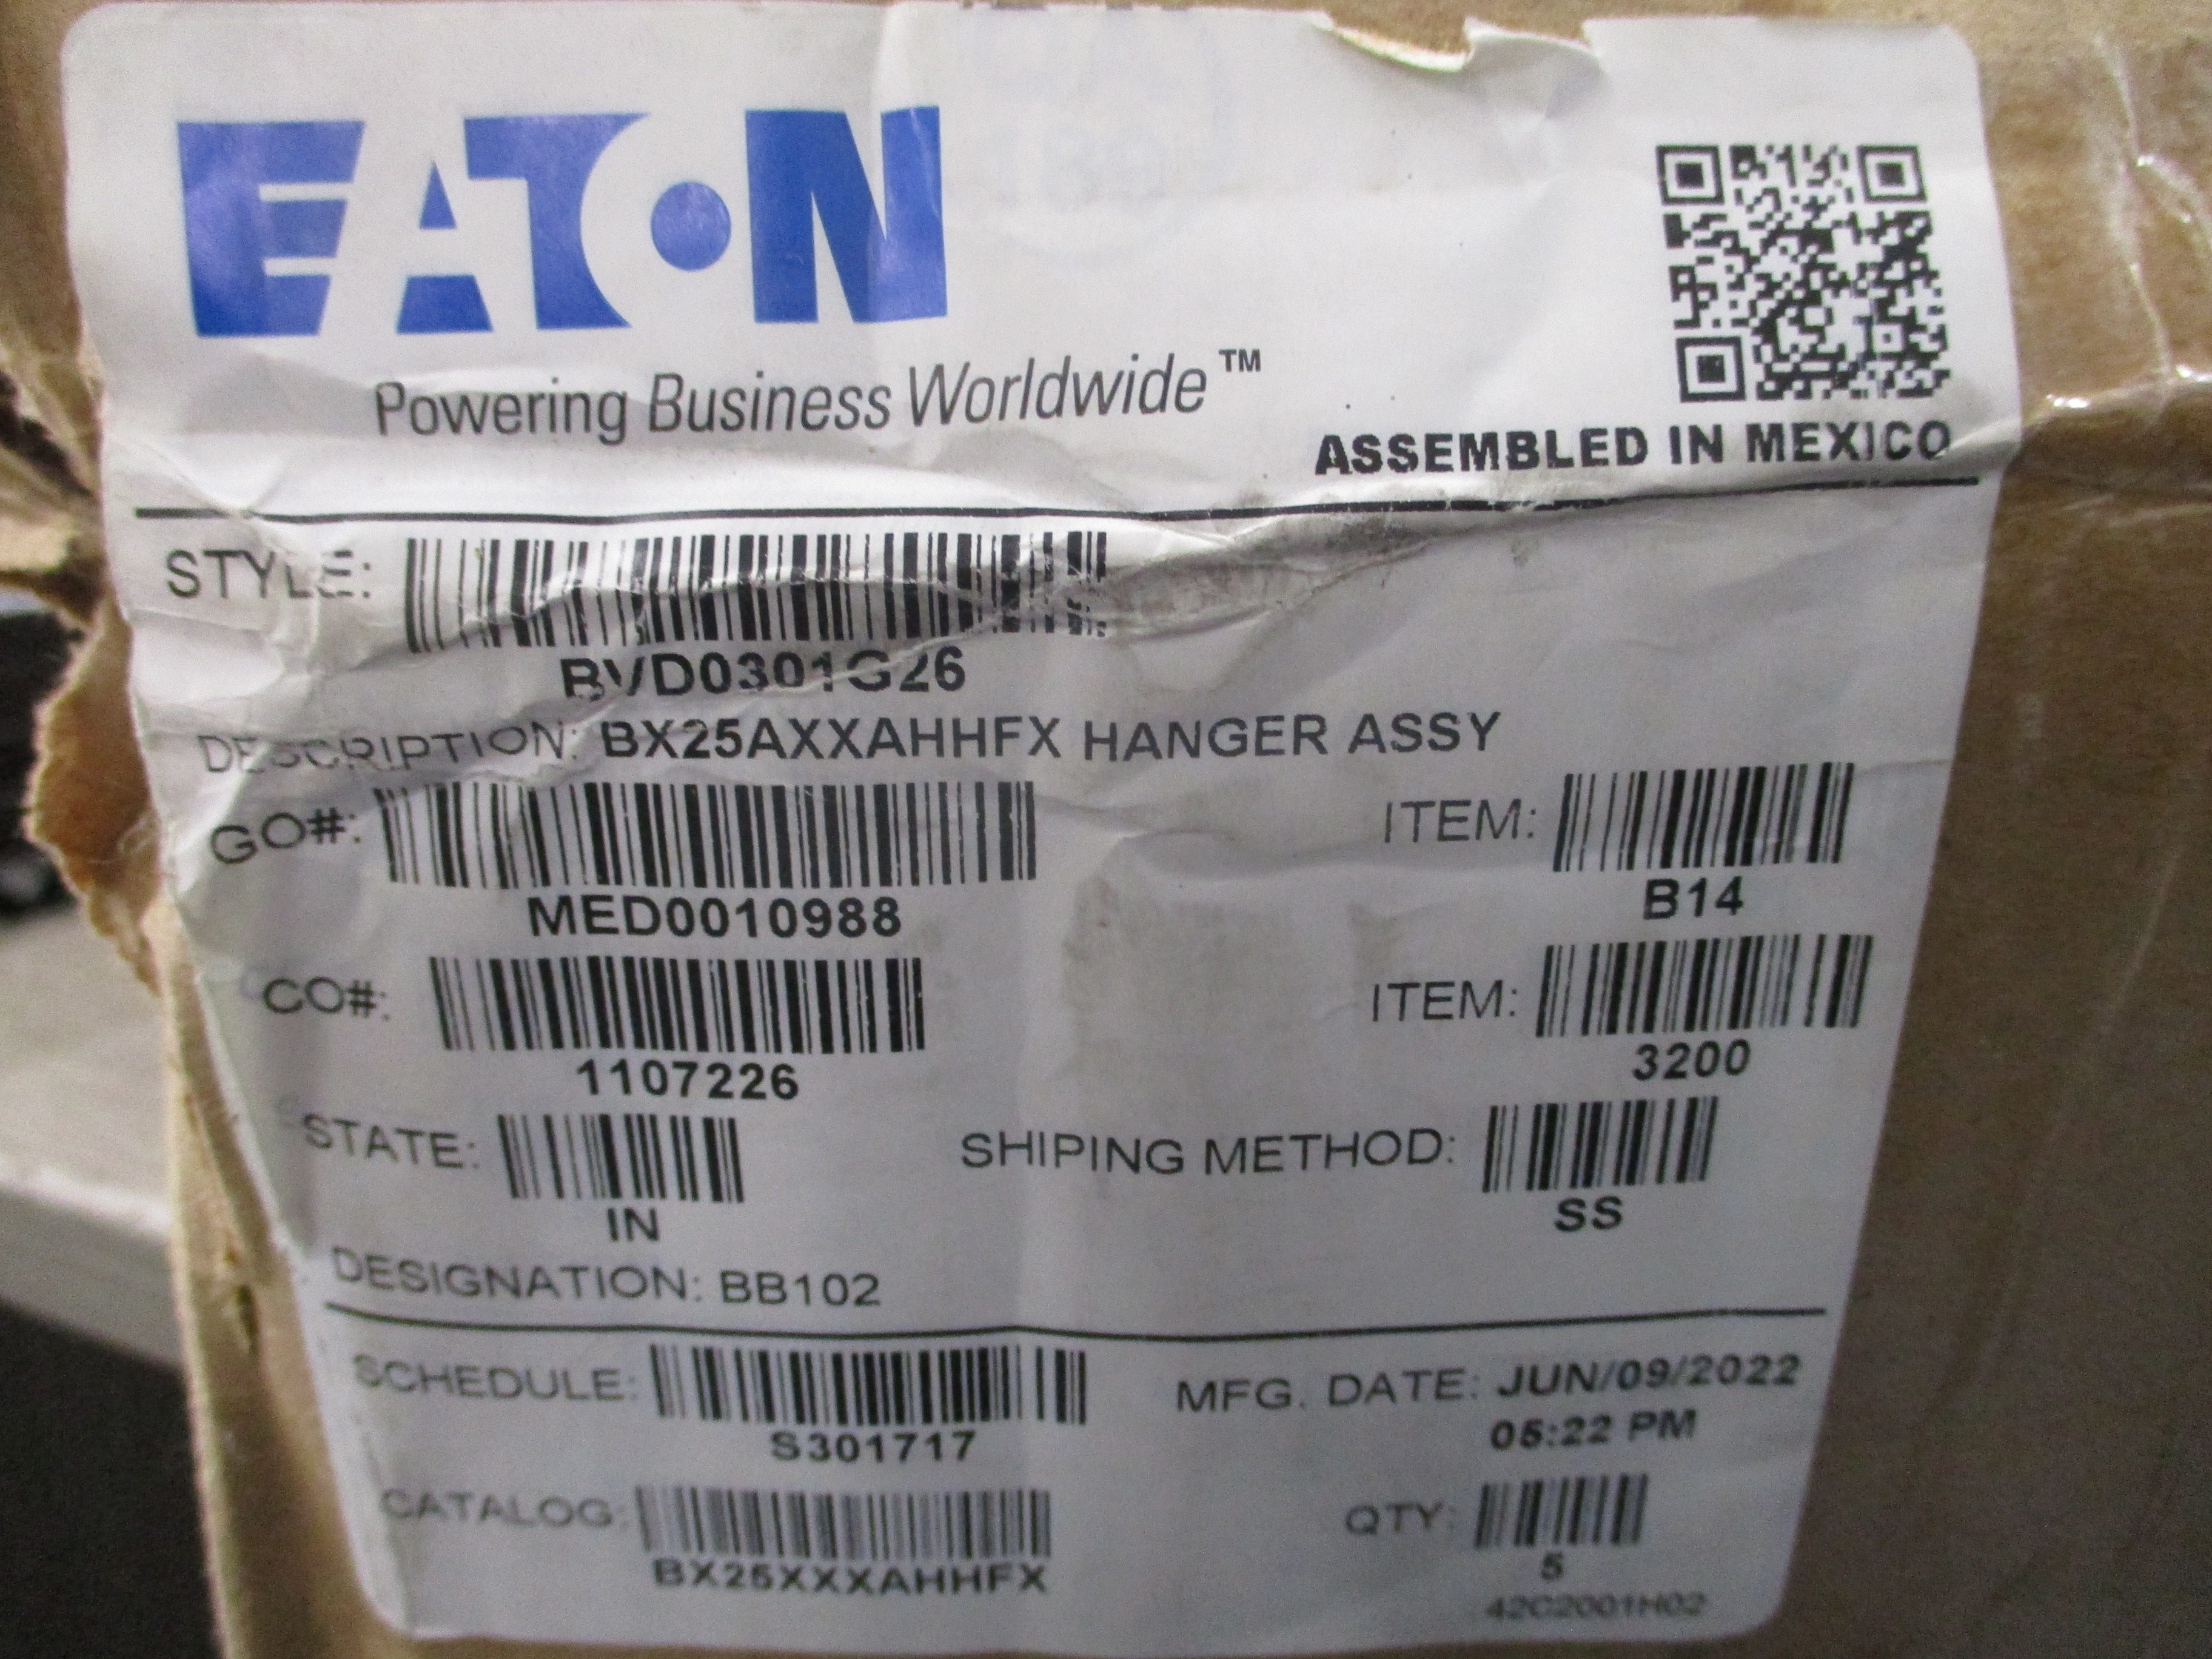 EATON
Powering Business Worldwide™
ASSEMBLED IN MEXICO
STYLE:
BVD0301G26
DESCRIPTION: BX25AXXAHHFX HANGER ASSY
GO#: ITEM:
MED0010988 B14
CO#: ITEM:
1107226 3200
STATE: SHIPING METHOD:
IN SS
DESIGNATION: BB102
SCHEDULE: MFG. DATE: JUN/09/2022
S301717 05:22 PM
CATALOG: QTY:
BX25XXXAHHFX 5
42C2001H02